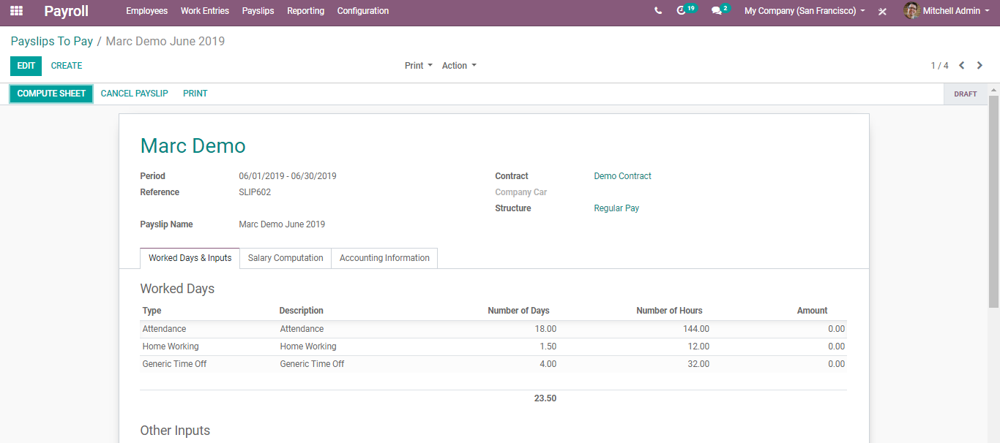 Payroll Employees Work Entries Payslips Reporting Configuration 19 2 My Company (San Francisco) Mitchell Admin
Payslips To Pay / Marc Demo June 2019
EDIT CREATE Print Action 1 / 4
COMPUTE SHEET CANCEL PAYSLIP PRINT DRAFT
Marc Demo
Period 06/01/2019 - 06/30/2019 Contract Demo Contract
Reference SLIP602 Company Car
Structure Regular Pay
Payslip Name Marc Demo June 2019
Worked Days & Inputs Salary Computation Accounting Information
Worked Days
Type Description Number of Days Number of Hours Amount
Attendance Attendance 18.00 144.00 0.00
Home Working Home Working 1.50 12.00 0.00
Generic Time Off Generic Time Off 4.00 32.00 0.00
23.50
Other Inputs